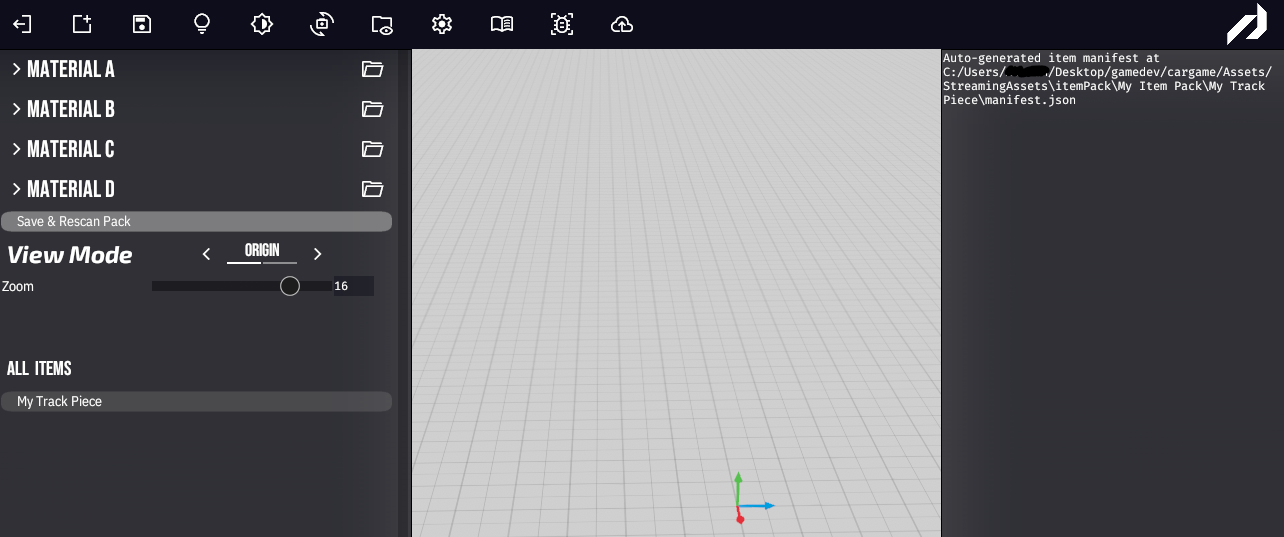 MATERIAL A
MATERIAL B
MATERIAL C
MATERIAL D
Save & Rescan Pack
View Mode
ORIGIN
Zoom
16
ALL ITEMS
My Track Piece
Auto-generated item manifest at
C:/Users/ /Desktop/gamedev/cargame/Assets/
StreamingAssets\itemPack\My Item Pack\My Track
Piece\manifest.json